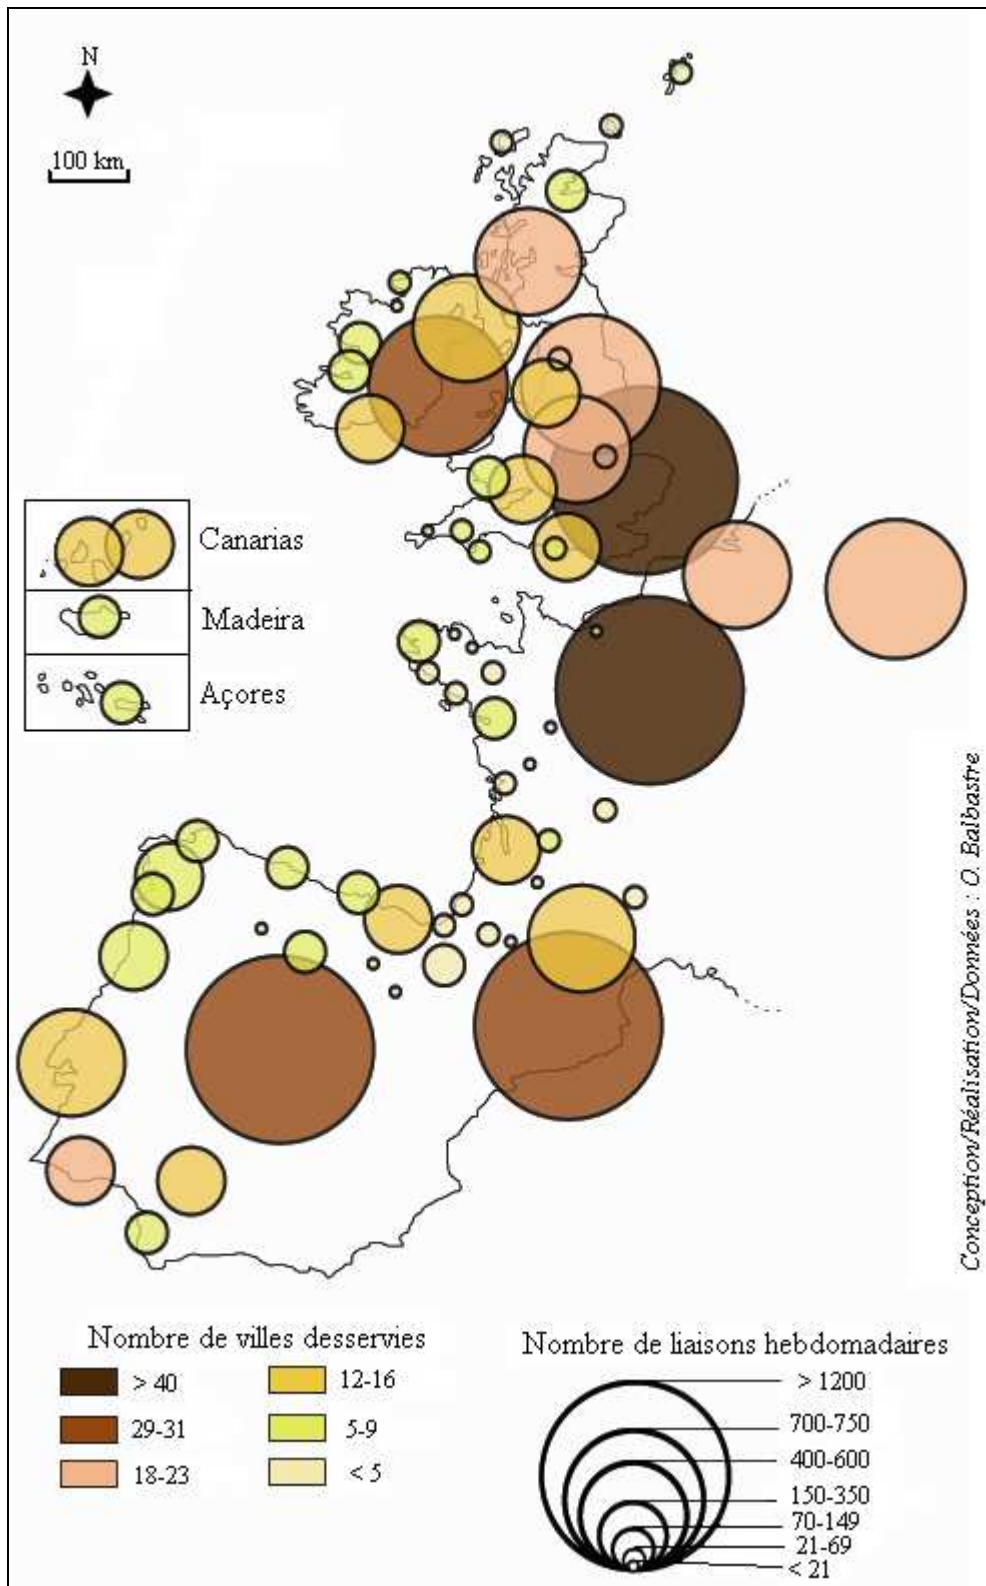 N
100 km
Canarias
Madeira
Açores
Conception/Réalisation/Données : O. Balbastre
Nombre de villes desservies
> 40
29-31
18-23
12-16
5-9
< 5
Nombre de liaisons hebdomadaires
> 1200
700-750
400-600
150-350
70-149
21-69
< 21